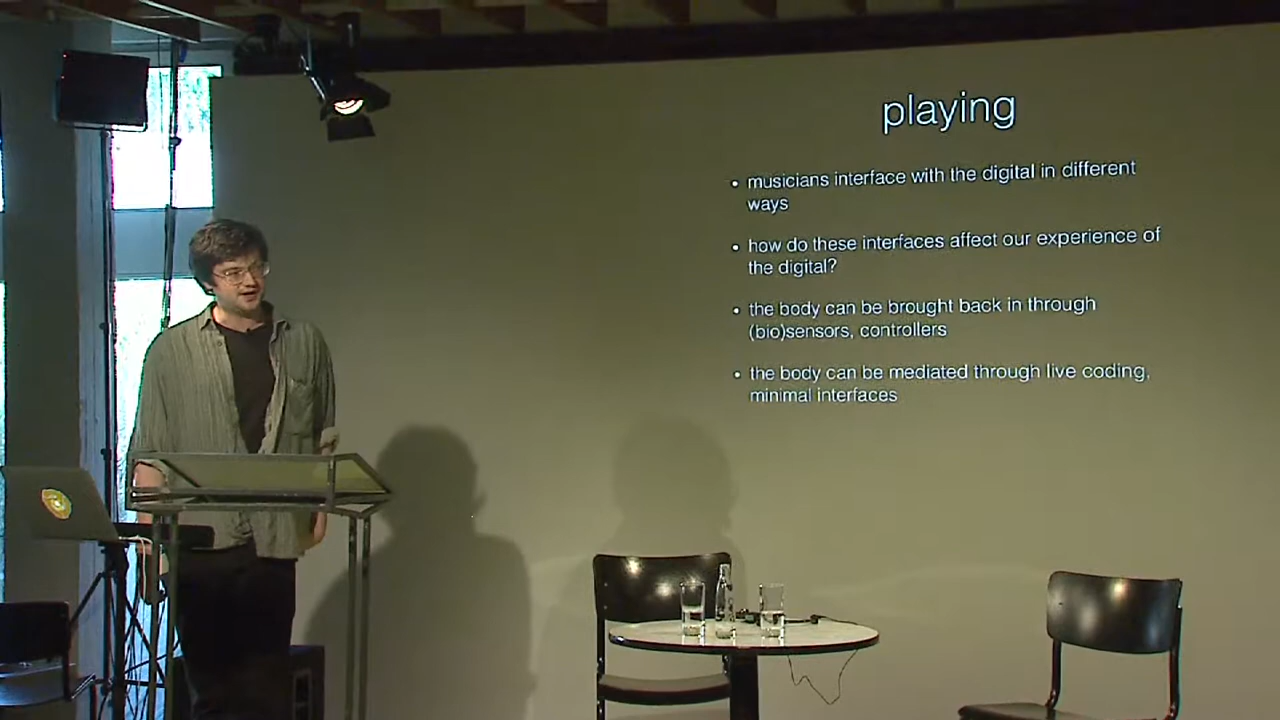 playing
• musicians interface with the digital in different
ways
• how do these interfaces affect our experience of
the digital?
• the body can be brought back in through
(bio)sensors, controllers
• the body can be mediated through live coding,
minimal interfaces